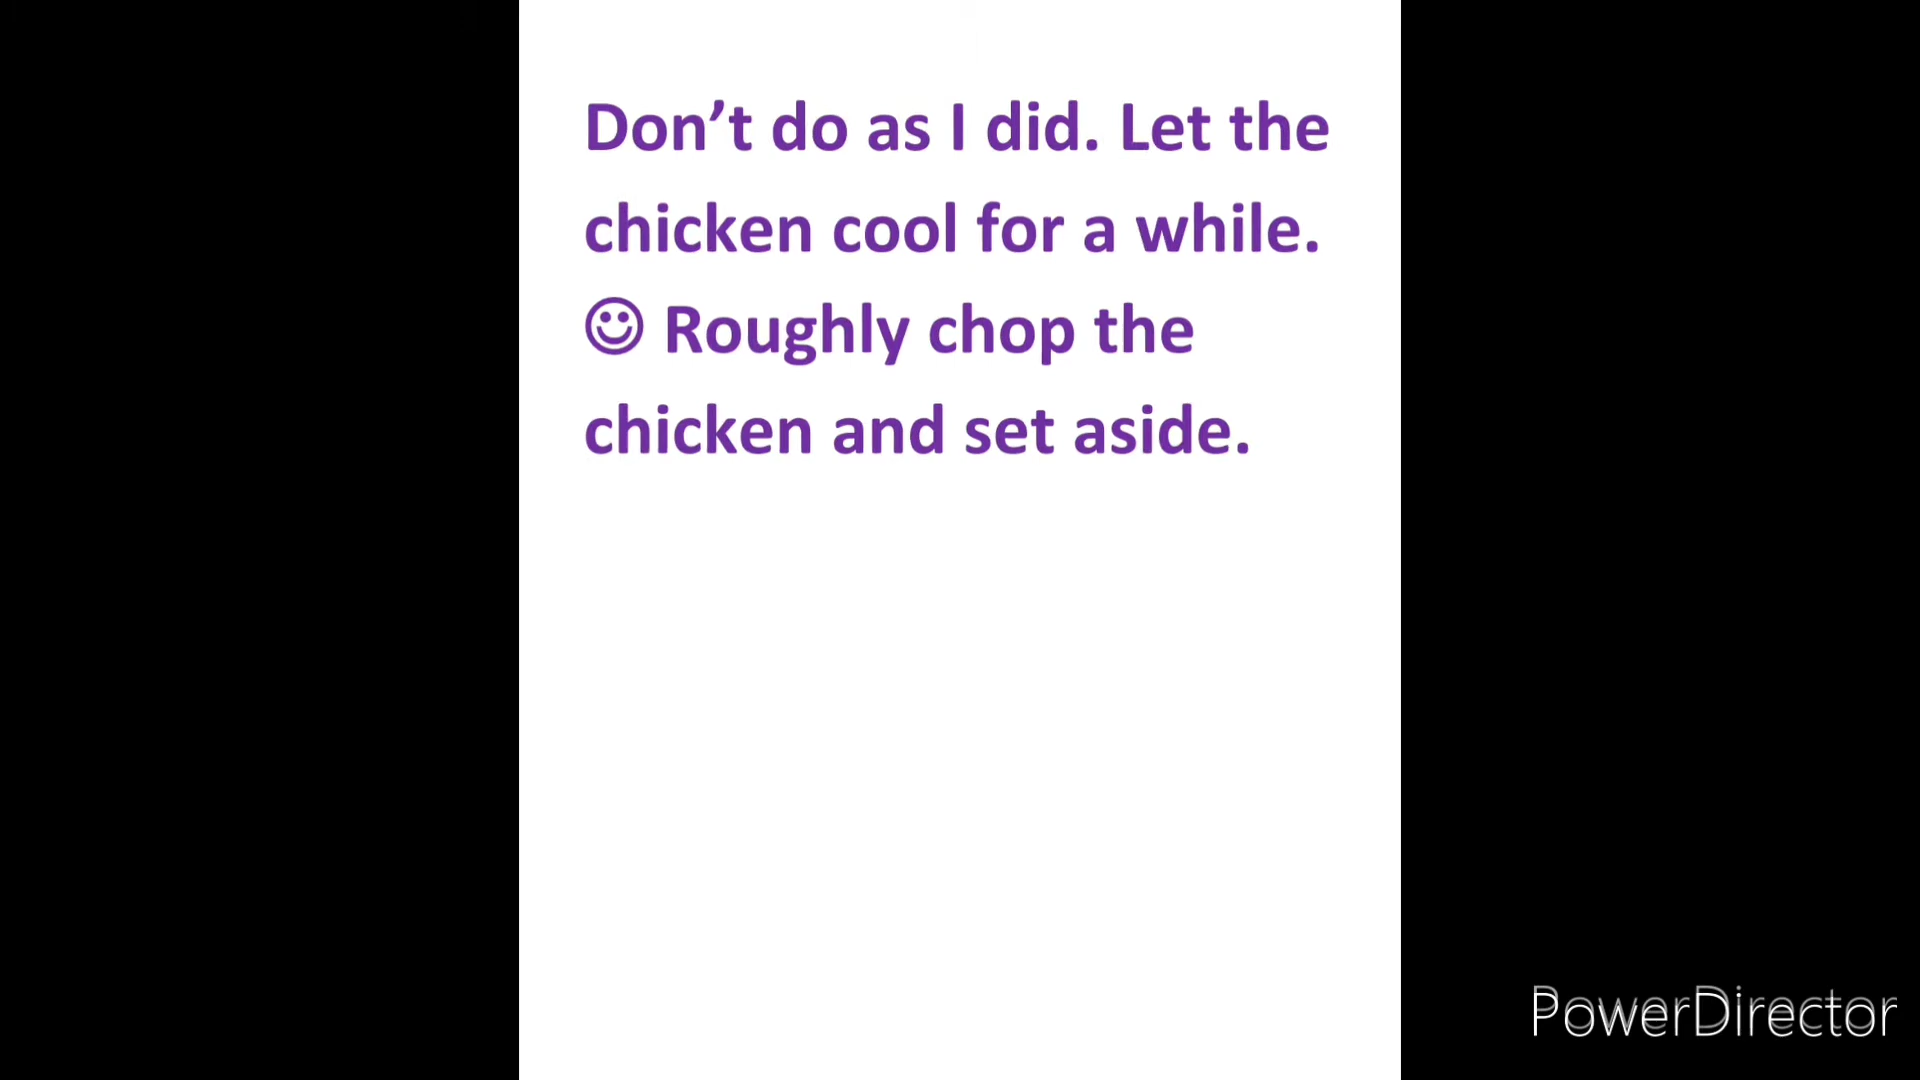 Don’t do as I did. Let the
chicken cool for a while.
☺ Roughly chop the
chicken and set aside.
PowerDirector